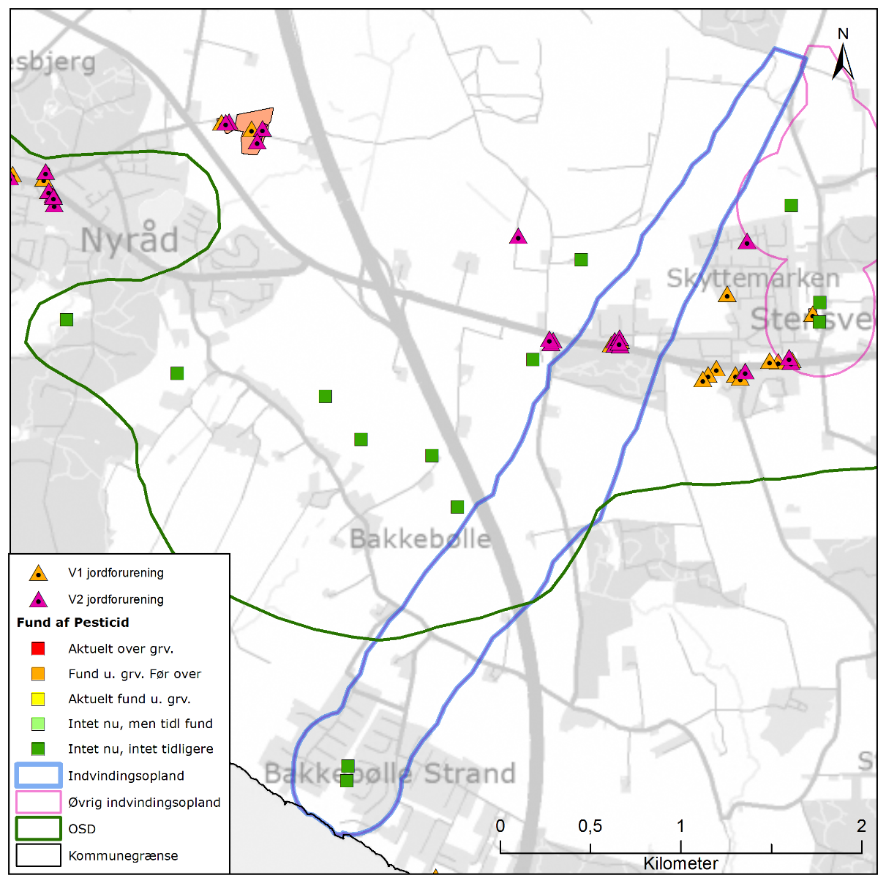 esbjerg
N
Nyråd
Skyttemarken
Stensve
Bakkebølle
V1 jordforurening
V2 jordforurening
Fund af Pesticid
Aktuelt over grv.
Fund u. grv. Før over
Aktuelt fund u. grv.
Intet nu, men tidl fund
Intet nu, intet tidligere
Indvindingsopland
Øvrig indvindingsopland
OSD
Kommunegrænse
Bakkebølle Strand
St
0 0,5 1 2
Kilometer